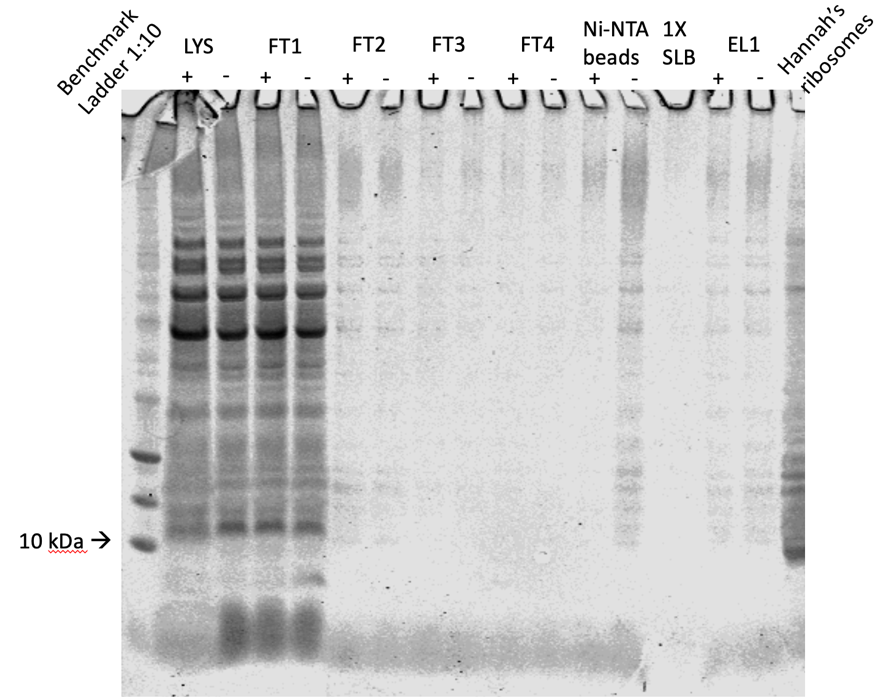 Benchmark
Ladder 1:10
LYS
FT1
FT2
FT3
FT4
Ni-NTA
beads
1X
SLB
EL1
Hannah's
ribosomes
+ - + - + - + - + - + - + -
10 kDa →